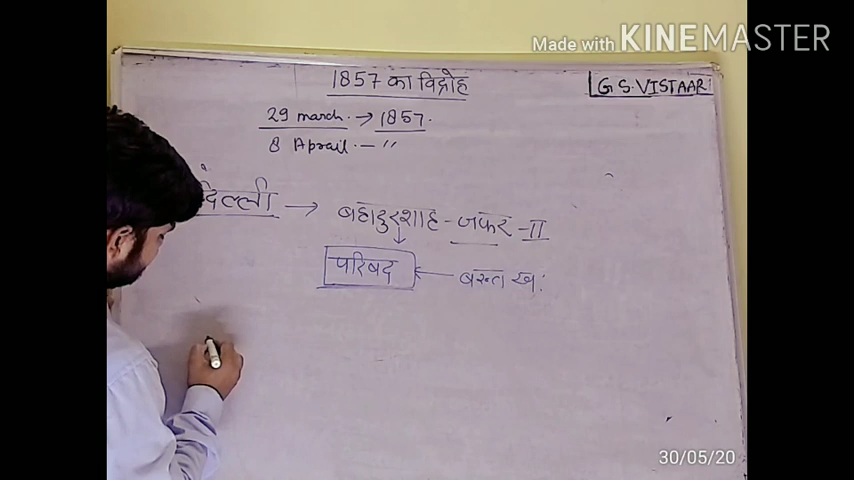 Made with KINEMASTER
1857 का विद्रोह
G S. VISTAAR
29 march. → 1857.
8 Aprail. — "
दिल्ली → बहादुरशाह - जफर - II
परिषद ← बख्त खां
30/05/20